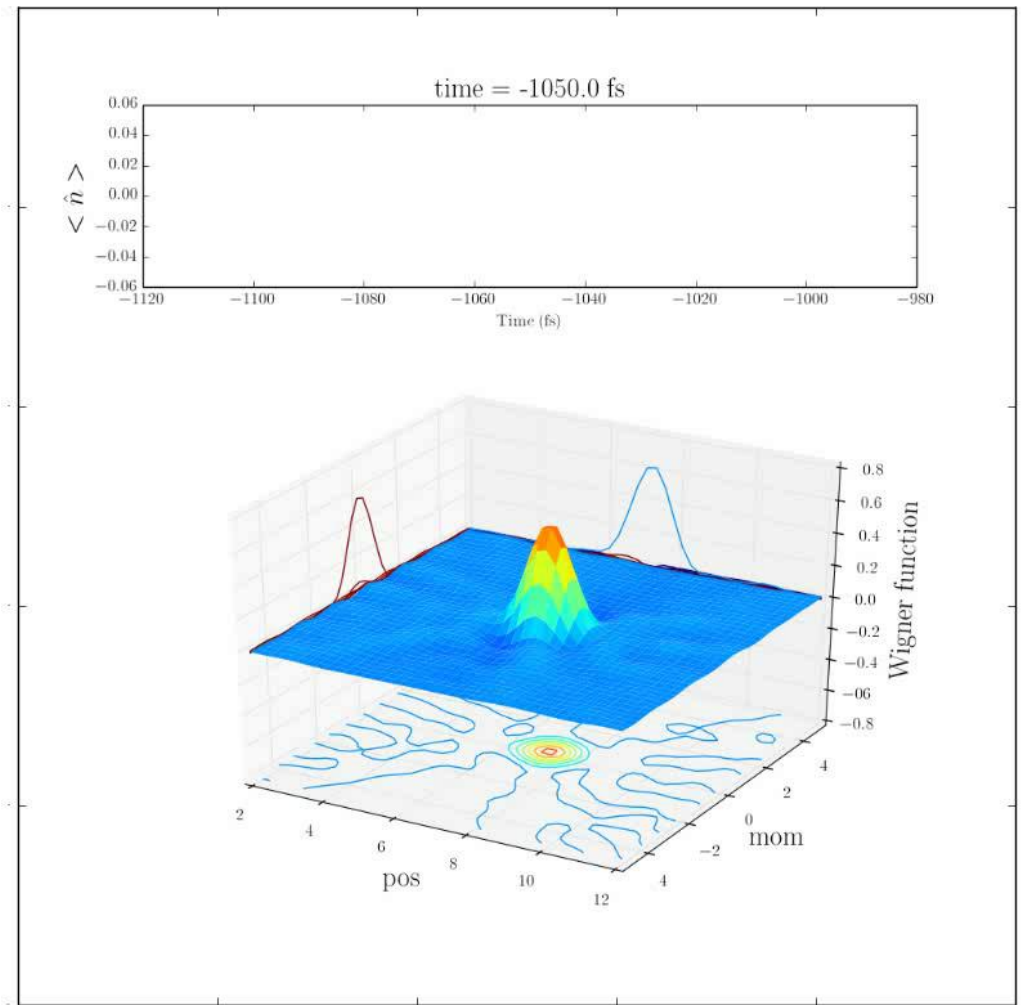 time = -1050.0 fs
0.06
0.04
0.02
0.00
−0.02
−0.04
−0.06
< n̂ >
−1120 −1100 −1080 −1060 −1040 −1020 −1000 −980
Time (fs)
0.8
0.6
0.4
0.2
0.0
−0.2
−0.4
−06
−0.8
Wigner function
2 4 6 8 10 12
pos
4 −2 0 2 4
mom